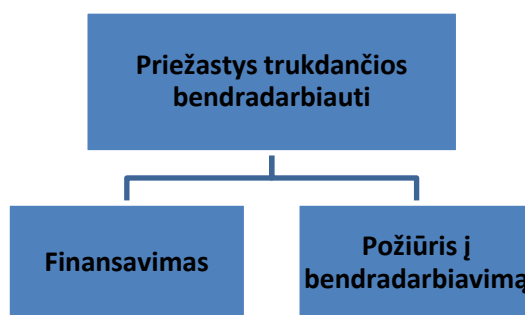 Priežastys trukdančios
bendradarbiauti
Finansavimas
Požiūris į
bendradarbiavimą